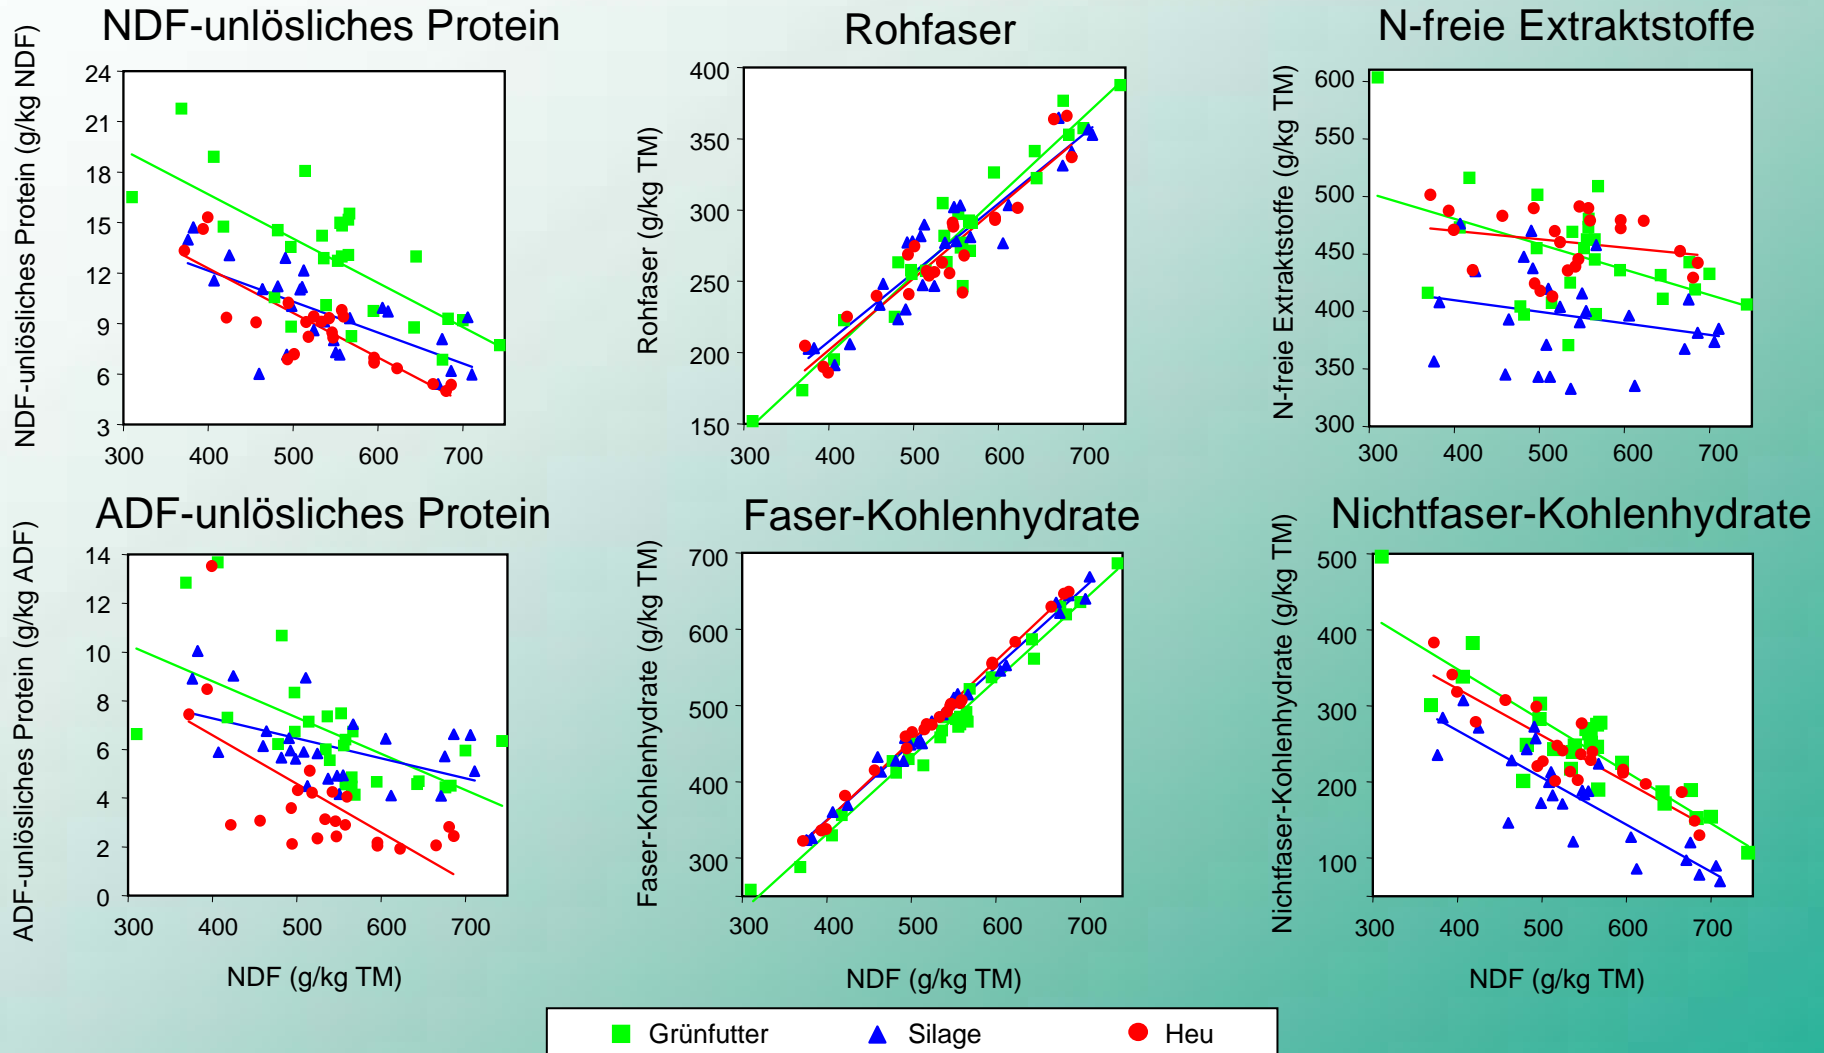 NDF-unlösliches Protein
NDF-unlösliches Protein (g/kg NDF)
24
21
18
15
12
9
6
3
300 400 500 600 700
Rohfaser
Rohfaser (g/kg TM)
400
350
300
250
200
150
300 400 500 600 700
N-freie Extraktstoffe
N-freie Extraktstoffe (g/kg TM)
600
550
500
450
400
350
300
300 400 500 600 700
ADF-unlösliches Protein
ADF-unlösliches Protein (g/kg ADF)
14
12
10
8
6
4
2
0
300 400 500 600 700
NDF (g/kg TM)
Faser-Kohlenhydrate
Faser-Kohlenhydrate (g/kg TM)
700
600
500
400
300
300 400 500 600 700
NDF (g/kg TM)
Nichtfaser-Kohlenhydrate
Nichtfaser-Kohlenhydrate (g/kg TM)
500
400
300
200
100
300 400 500 600 700
NDF (g/kg TM)
Grünfutter Silage Heu